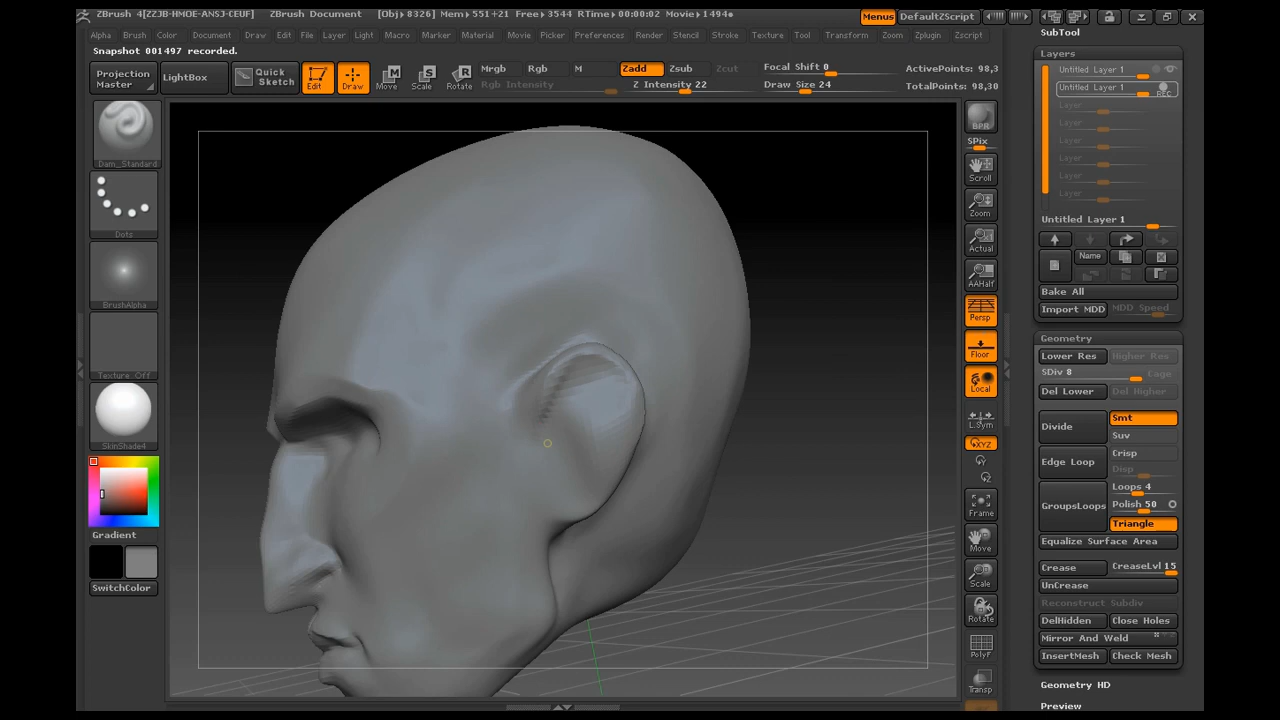 ZBrush 4[ZZJB-HMOE-ANSJ-CEUF] ZBrush Document [Obj▸8326] Mem▸551+21 Free▸3544 RTime▸00:00:02 Movie▸1494● Menus DefaultZScript
Alpha Brush Color Document Draw Edit File Layer Light Macro Marker Material Movie Picker Preferences Render Stencil Stroke Texture Tool Transform Zoom Zplugin Zscript
Snapshot 001497 recorded.
Projection Master
LightBox
Quick Sketch
Edit
Draw
Move
Scale
Rotate
Mrgb Rgb M Zadd Zsub Zcut
Rgb Intensity Z Intensity 22
Focal Shift 0
Draw Size 24
ActivePoints: 98,3
TotalPoints: 98,30
Dam_Standard
Dots
BrushAlpha
Texture Off
SkinShade4
Gradient
SwitchColor
BPR
SPix
Scroll
Zoom
Actual
AAHalf
Persp
Floor
Local
L.Sym
XYZ
Y
Z
Frame
Move
Scale
Rotate
PolyF
Transp
SubTool
Layers
Untitled Layer 1
Untitled Layer 1 REC
Layer
Layer
Layer
Layer
Layer
Layer
Untitled Layer 1
Name
Bake All
Import MDD MDD Speed
Geometry
Lower Res Higher Res
SDiv 8 Cage
Del Lower Del Higher
Divide Smt
Suv
Edge Loop Crisp
Disp
Loops 4
GroupsLoops Polish 50
Triangle
Equalize Surface Area
Crease CreaseLvl 15
UnCrease
Reconstruct Subdiv
DelHidden Close Holes
Mirror And Weld
InsertMesh Check Mesh
Geometry HD
Preview